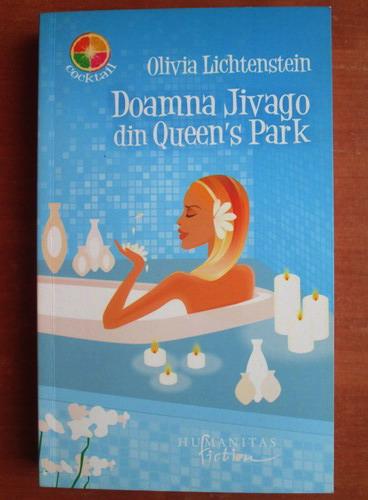 cocktail
Olivia Lichtenstein
Doamna Jivago
din Queen's Park
HUMANITAS
fiction